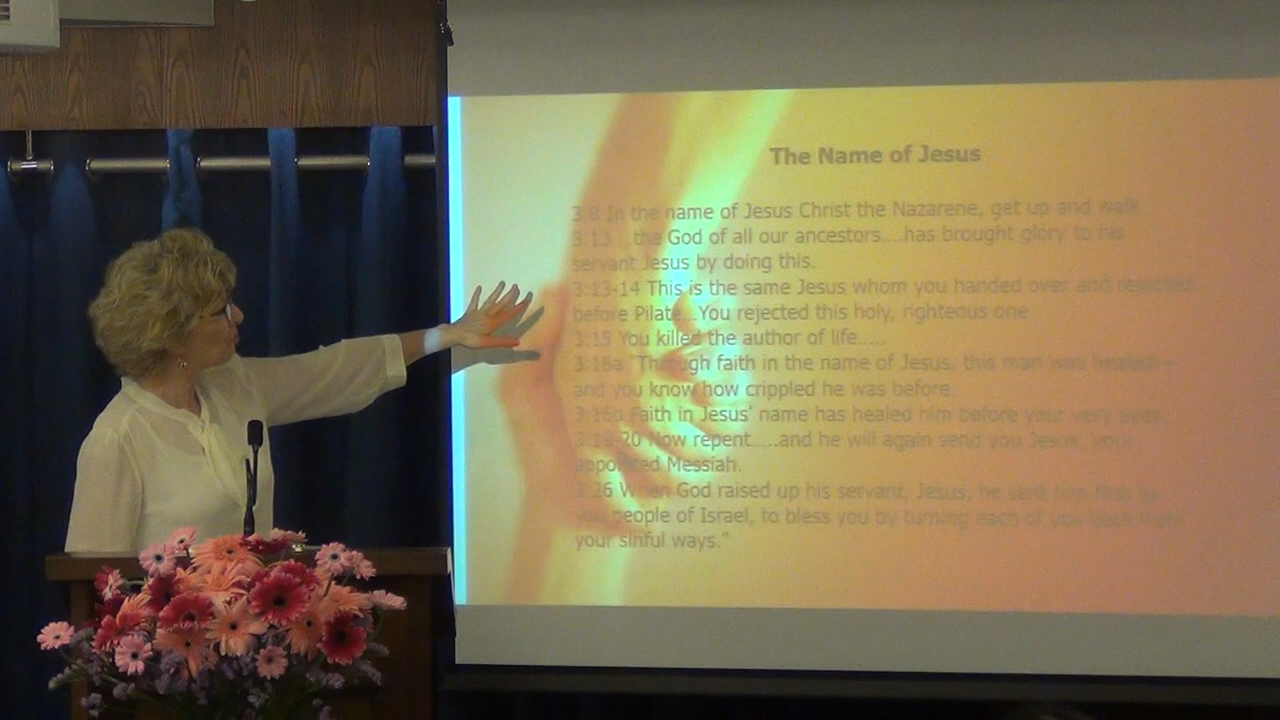 The Name of Jesus
3:6 In the name of Jesus Christ the Nazarene, get up and walk
3:13 ...the God of all our ancestors....has brought glory to his
servant Jesus by doing this.
3:13-14 This is the same Jesus whom you handed over and rejected
before Pilate...You rejected this holy, righteous one
3:15 You killed the author of life.....
3:16a "Through faith in the name of Jesus, this man was healed—
and you know how crippled he was before.
3:16b Faith in Jesus' name has healed him before your very eyes.
3:19-20 Now repent.....and he will again send you Jesus, your
appointed Messiah.
3:26 When God raised up his servant, Jesus, he sent him first to
you people of Israel, to bless you by turning each of you back from
your sinful ways."